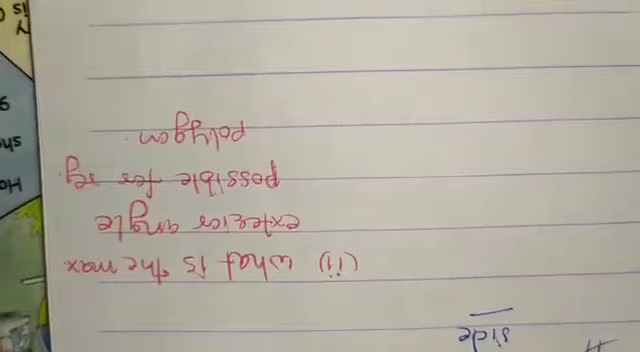 side
(ii) what is the max
exterior angle
possible for reg
polygon.